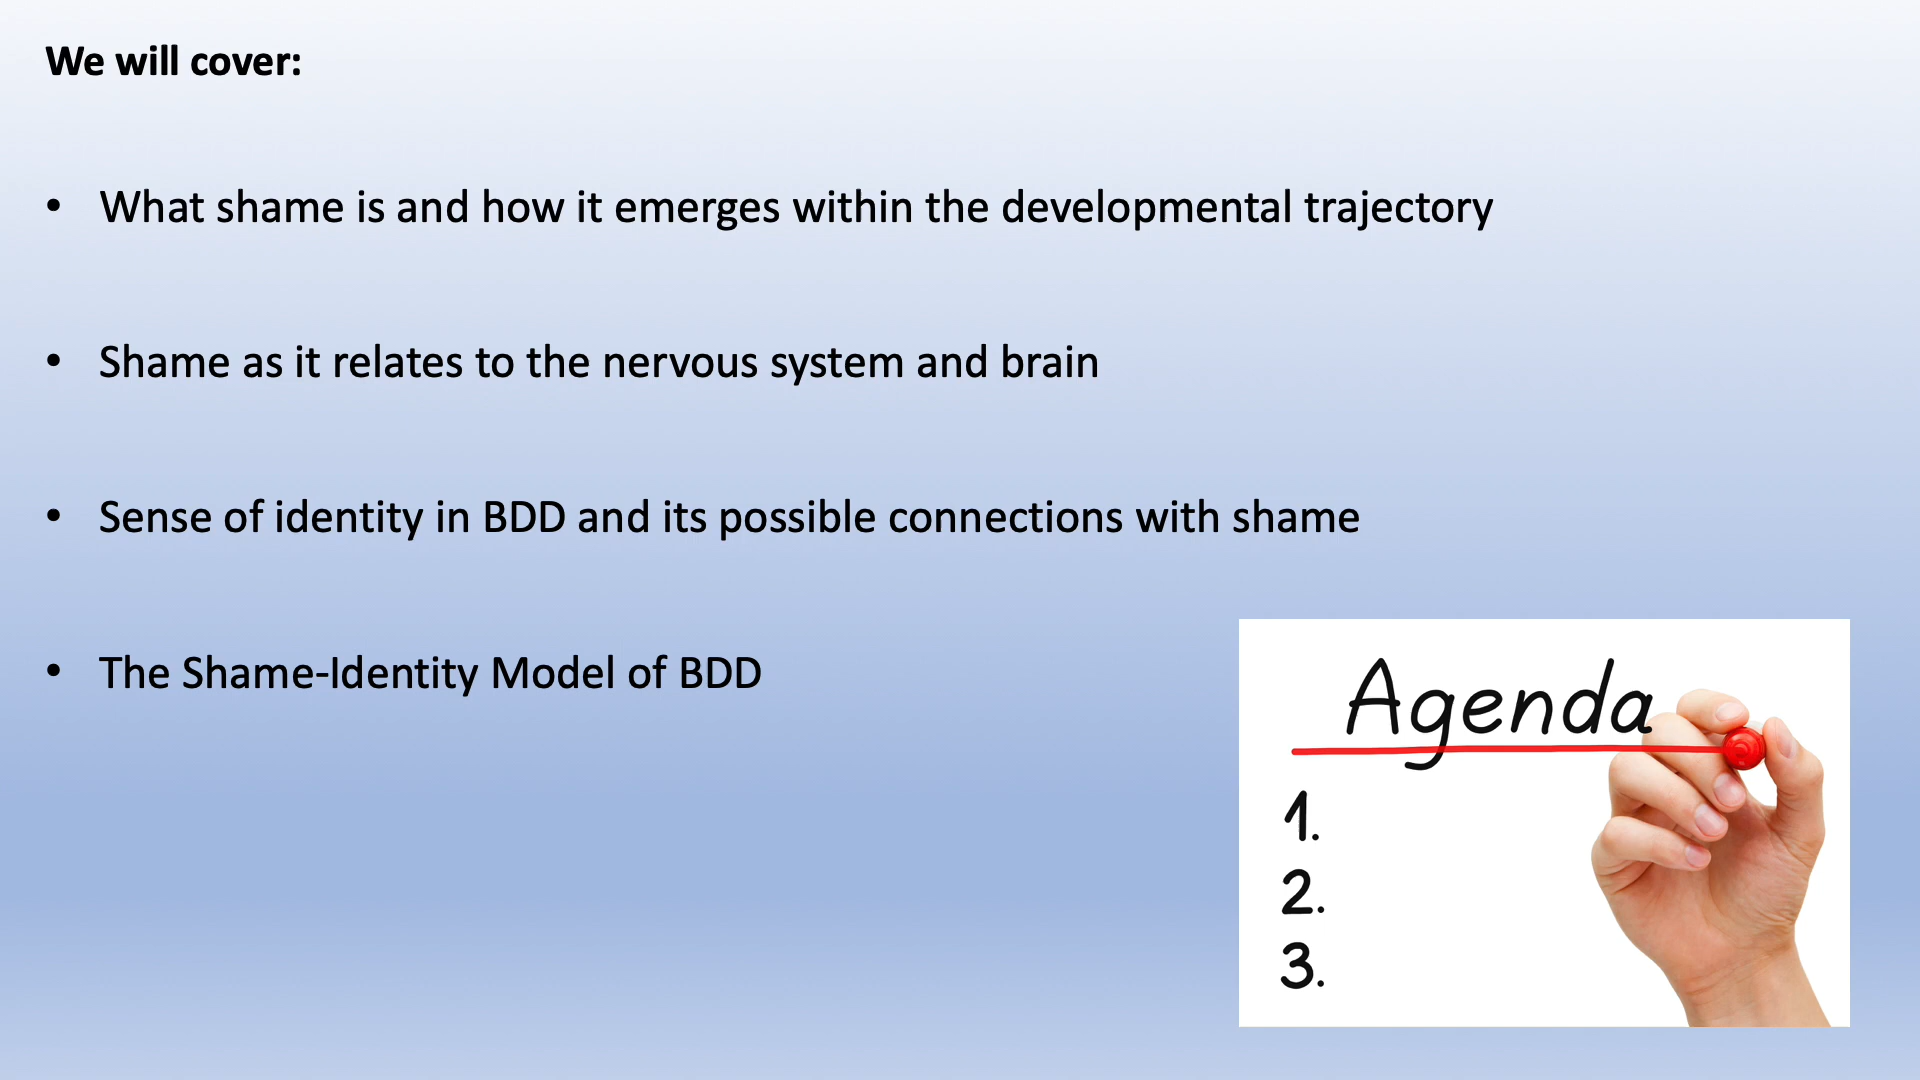 We will cover:
• What shame is and how it emerges within the developmental trajectory
• Shame as it relates to the nervous system and brain
• Sense of identity in BDD and its possible connections with shame
• The Shame-Identity Model of BDD
Agenda
1.
2.
3.